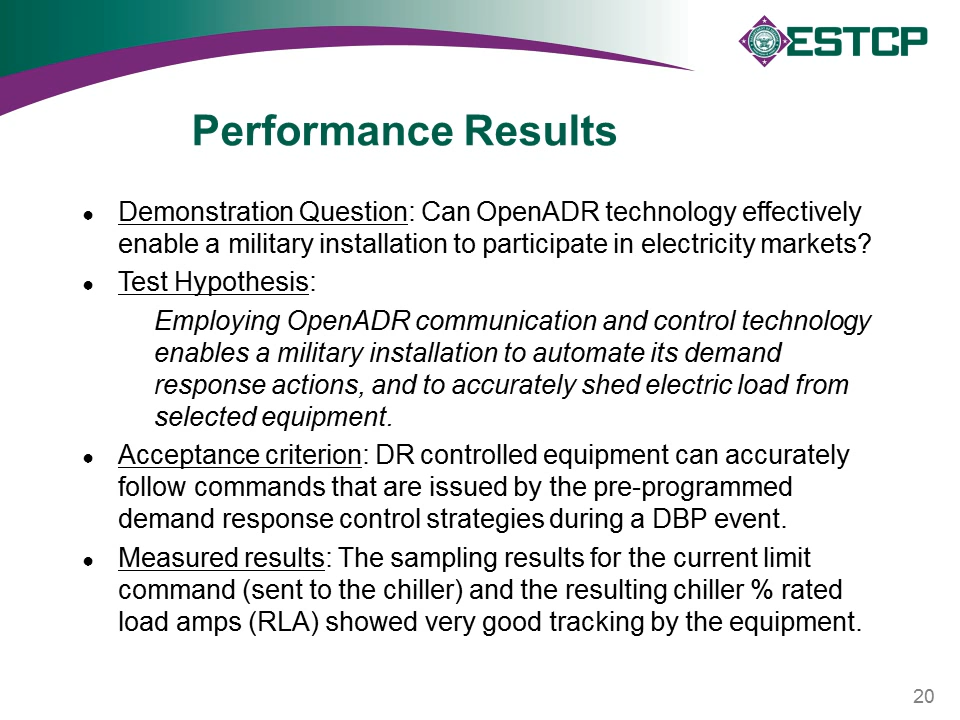 ESTCP
Performance Results
● Demonstration Question: Can OpenADR technology effectively
enable a military installation to participate in electricity markets?
● Test Hypothesis:
Employing OpenADR communication and control technology
enables a military installation to automate its demand
response actions, and to accurately shed electric load from
selected equipment.
● Acceptance criterion: DR controlled equipment can accurately
follow commands that are issued by the pre-programmed
demand response control strategies during a DBP event.
● Measured results: The sampling results for the current limit
command (sent to the chiller) and the resulting chiller % rated
load amps (RLA) showed very good tracking by the equipment.
20